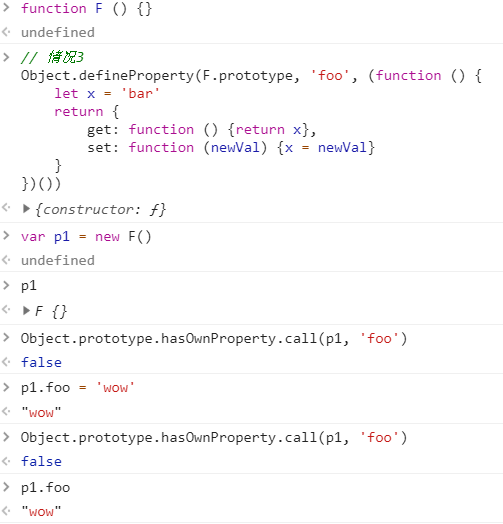 > function F () {}
< undefined
> // 情况3
Object.defineProperty(F.prototype, 'foo', (function () {
    let x = 'bar'
    return {
        get: function () {return x},
        set: function (newVal) {x = newVal}
    }
})())
< ▶{constructor: ƒ}
> var p1 = new F()
< undefined
> p1
< ▶F {}
> Object.prototype.hasOwnProperty.call(p1, 'foo')
< false
> p1.foo = 'wow'
< "wow"
> Object.prototype.hasOwnProperty.call(p1, 'foo')
< false
> p1.foo
< "wow"